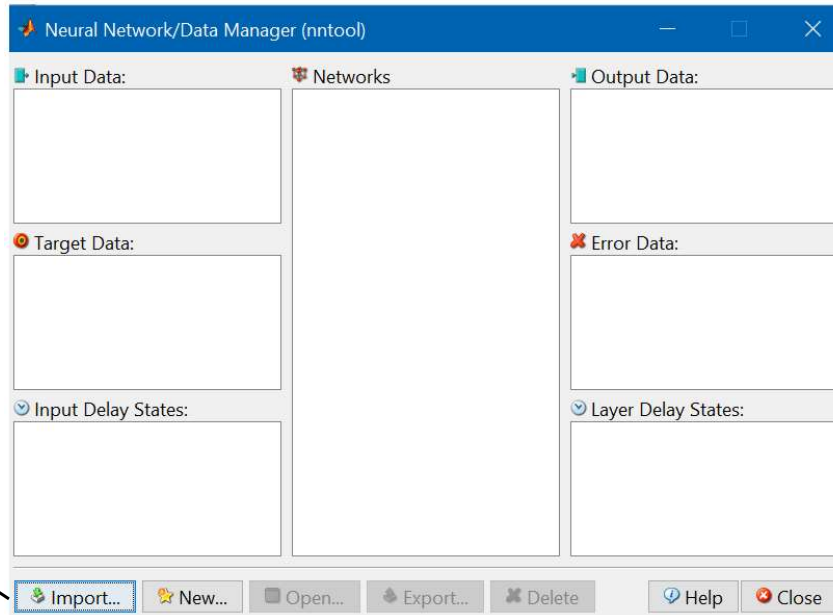 Neural Network/Data Manager (nntool)
Input Data:
Networks
Output Data:
Target Data:
Error Data:
Input Delay States:
Layer Delay States:
Import... New... Open... Export... Delete Help Close